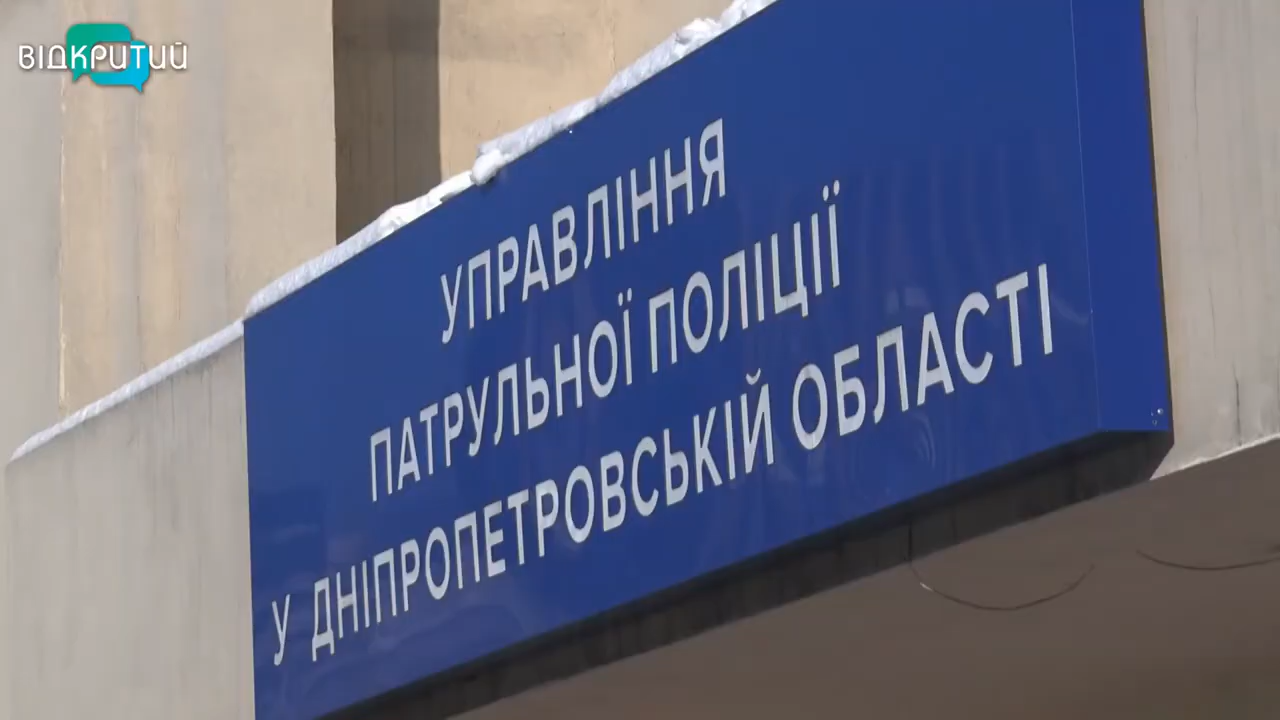 ВІДКРИТИЙ
УПРАВЛІННЯ
ПАТРУЛЬНОЇ ПОЛІЦІЇ
У ДНІПРОПЕТРОВСЬКІЙ ОБЛАСТІ